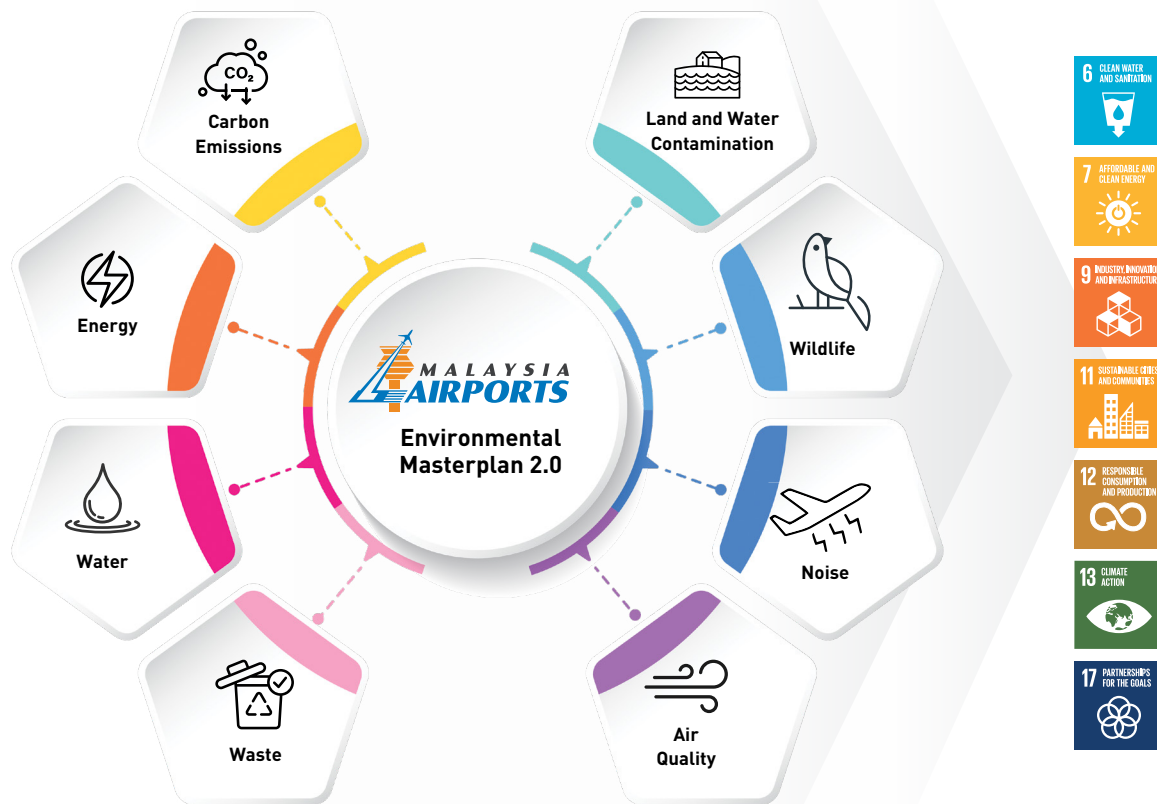 CO₂
Carbon
Emissions
Land and Water
Contamination
Energy
Wildlife
MALAYSIA
AIRPORTS
Environmental
Masterplan 2.0
Water
Noise
Waste
Air
Quality
6 CLEAN WATER
AND SANITATION
7 AFFORDABLE AND
CLEAN ENERGY
9 INDUSTRY, INNOVATION
AND INFRASTRUCTURE
11 SUSTAINABLE CITIES
AND COMMUNITIES
12 RESPONSIBLE
CONSUMPTION
AND PRODUCTION
13 CLIMATE
ACTION
17 PARTNERSHIPS
FOR THE GOALS